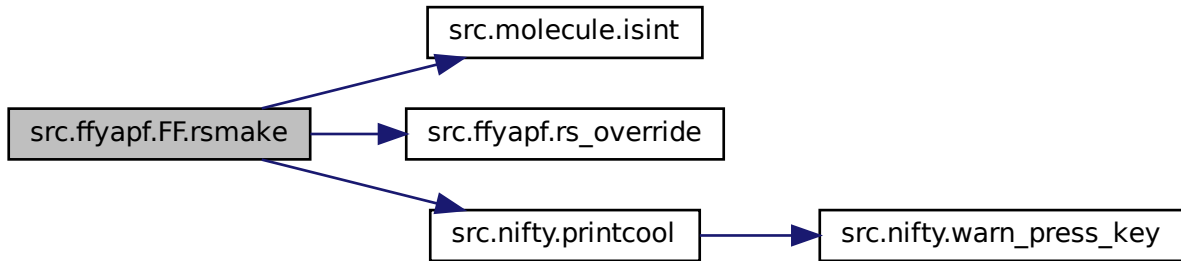 src.molecule.isint
src.ffyapf.FF.rsmake
src.ffyapf.rs_override
src.nifty.printcool
src.nifty.warn_press_key